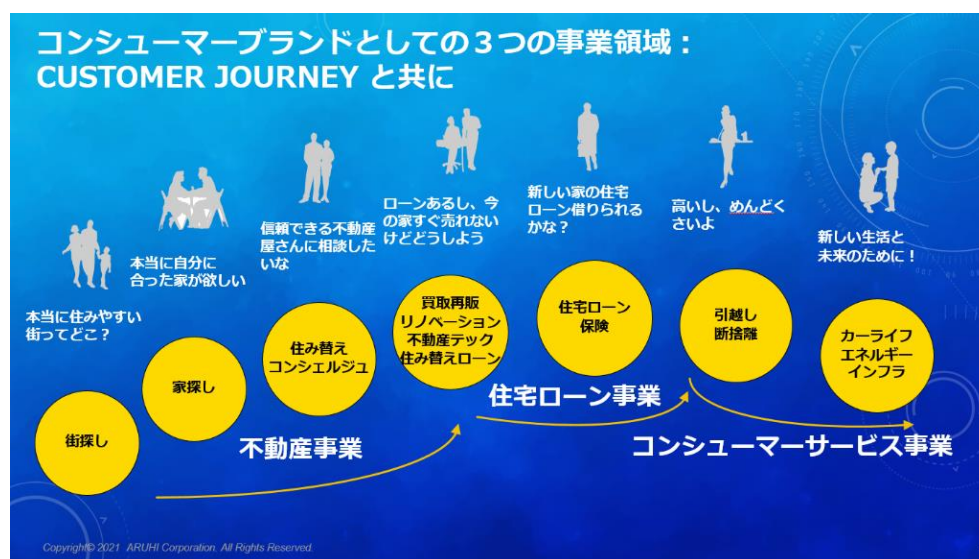 コンシューマーブランドとしての３つの事業領域：
CUSTOMER JOURNEY と共に
本当に住みやすい
街ってどこ？
本当に自分に
合った家が欲しい
信頼できる不動産
屋さんに相談した
いな
ローンあるし、今
の家すぐ売れない
けどどうしよう
新しい家の住宅
ローン借りられる
かな？
高いし、めんどく
さいよ
新しい生活と
未来のために！
街探し
家探し
住み替え
コンシェルジュ
買取再販
リノベーション
不動産テック
住み替えローン
住宅ローン
保険
引越し
断捨離
カーライフ
エネルギー
インフラ
不動産事業
住宅ローン事業
コンシューマーサービス事業
Copyright© 2021 ARUHI Corporation. All Rights Reserved.